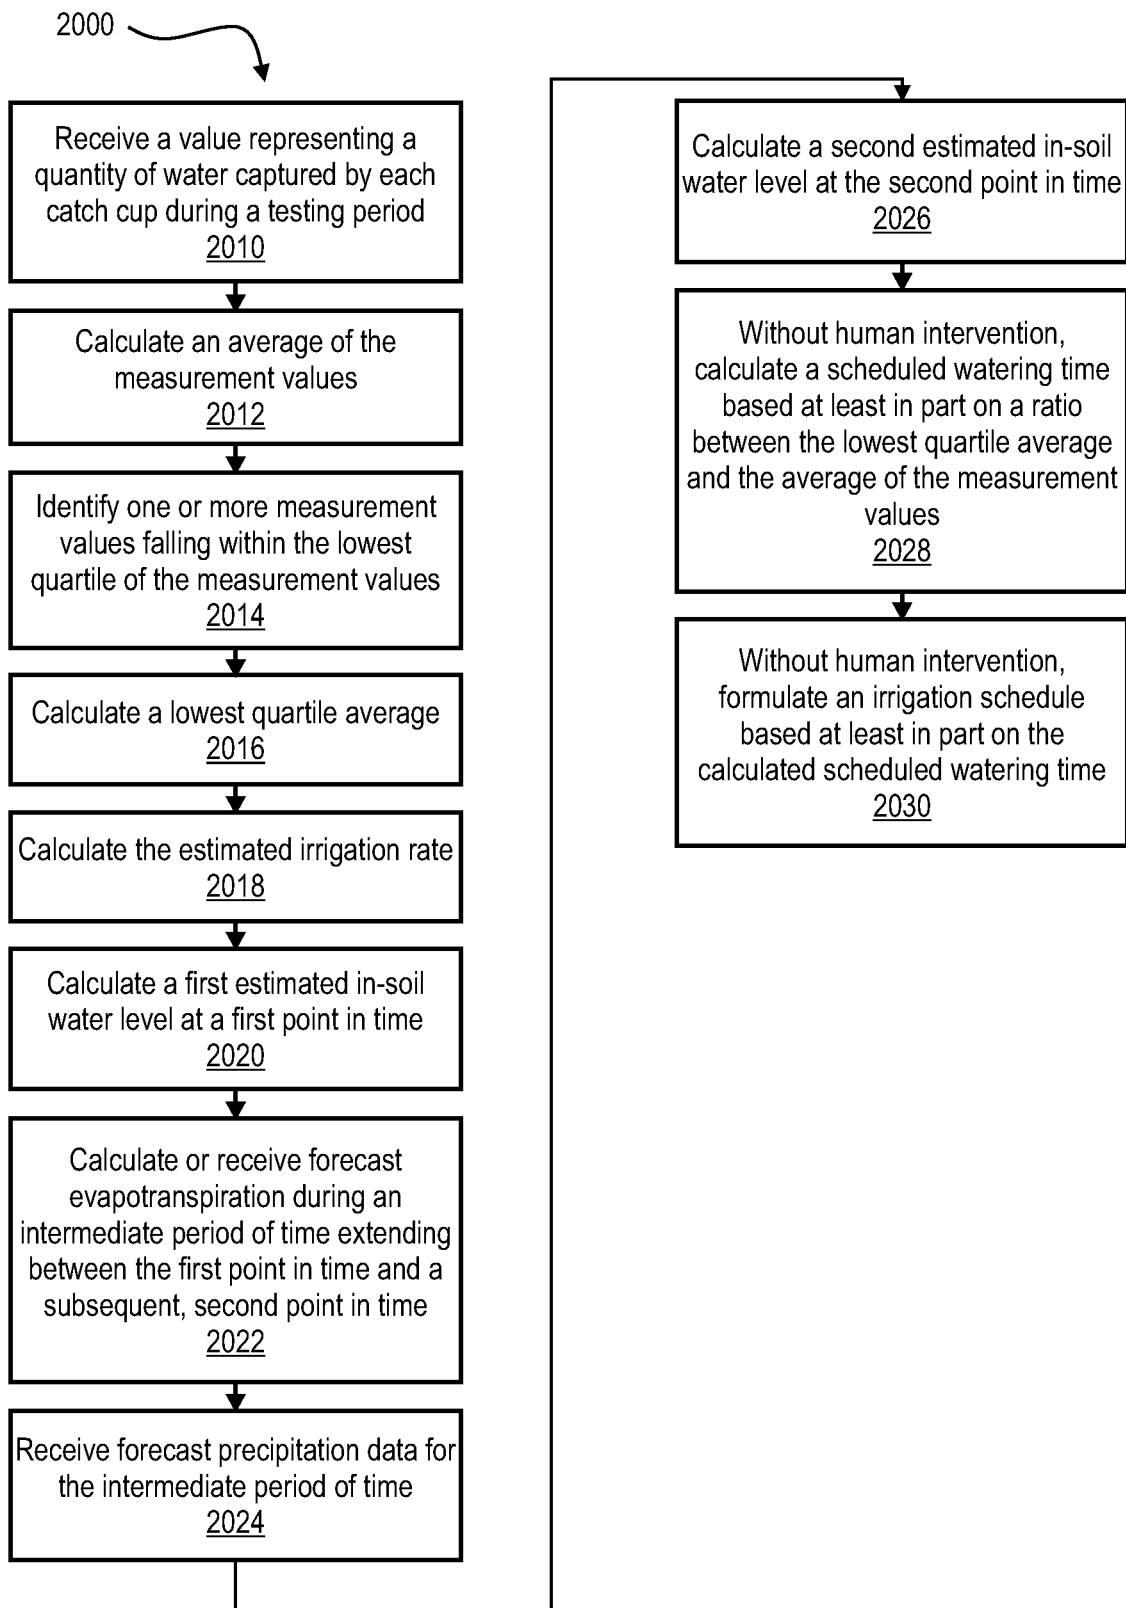 2000
Receive a value representing a
quantity of water captured by each
catch cup during a testing period
2010
Calculate an average of the
measurement values
2012
Identify one or more measurement
values falling within the lowest
quartile of the measurement values
2014
Calculate a lowest quartile average
2016
Calculate the estimated irrigation rate
2018
Calculate a first estimated in-soil
water level at a first point in time
2020
Calculate or receive forecast
evapotranspiration during an
intermediate period of time extending
between the first point in time and a
subsequent, second point in time
2022
Receive forecast precipitation data for
the intermediate period of time
2024
Calculate a second estimated in-soil
water level at the second point in time
2026
Without human intervention,
calculate a scheduled watering time
based at least in part on a ratio
between the lowest quartile average
and the average of the measurement
values
2028
Without human intervention,
formulate an irrigation schedule
based at least in part on the
calculated scheduled watering time
2030